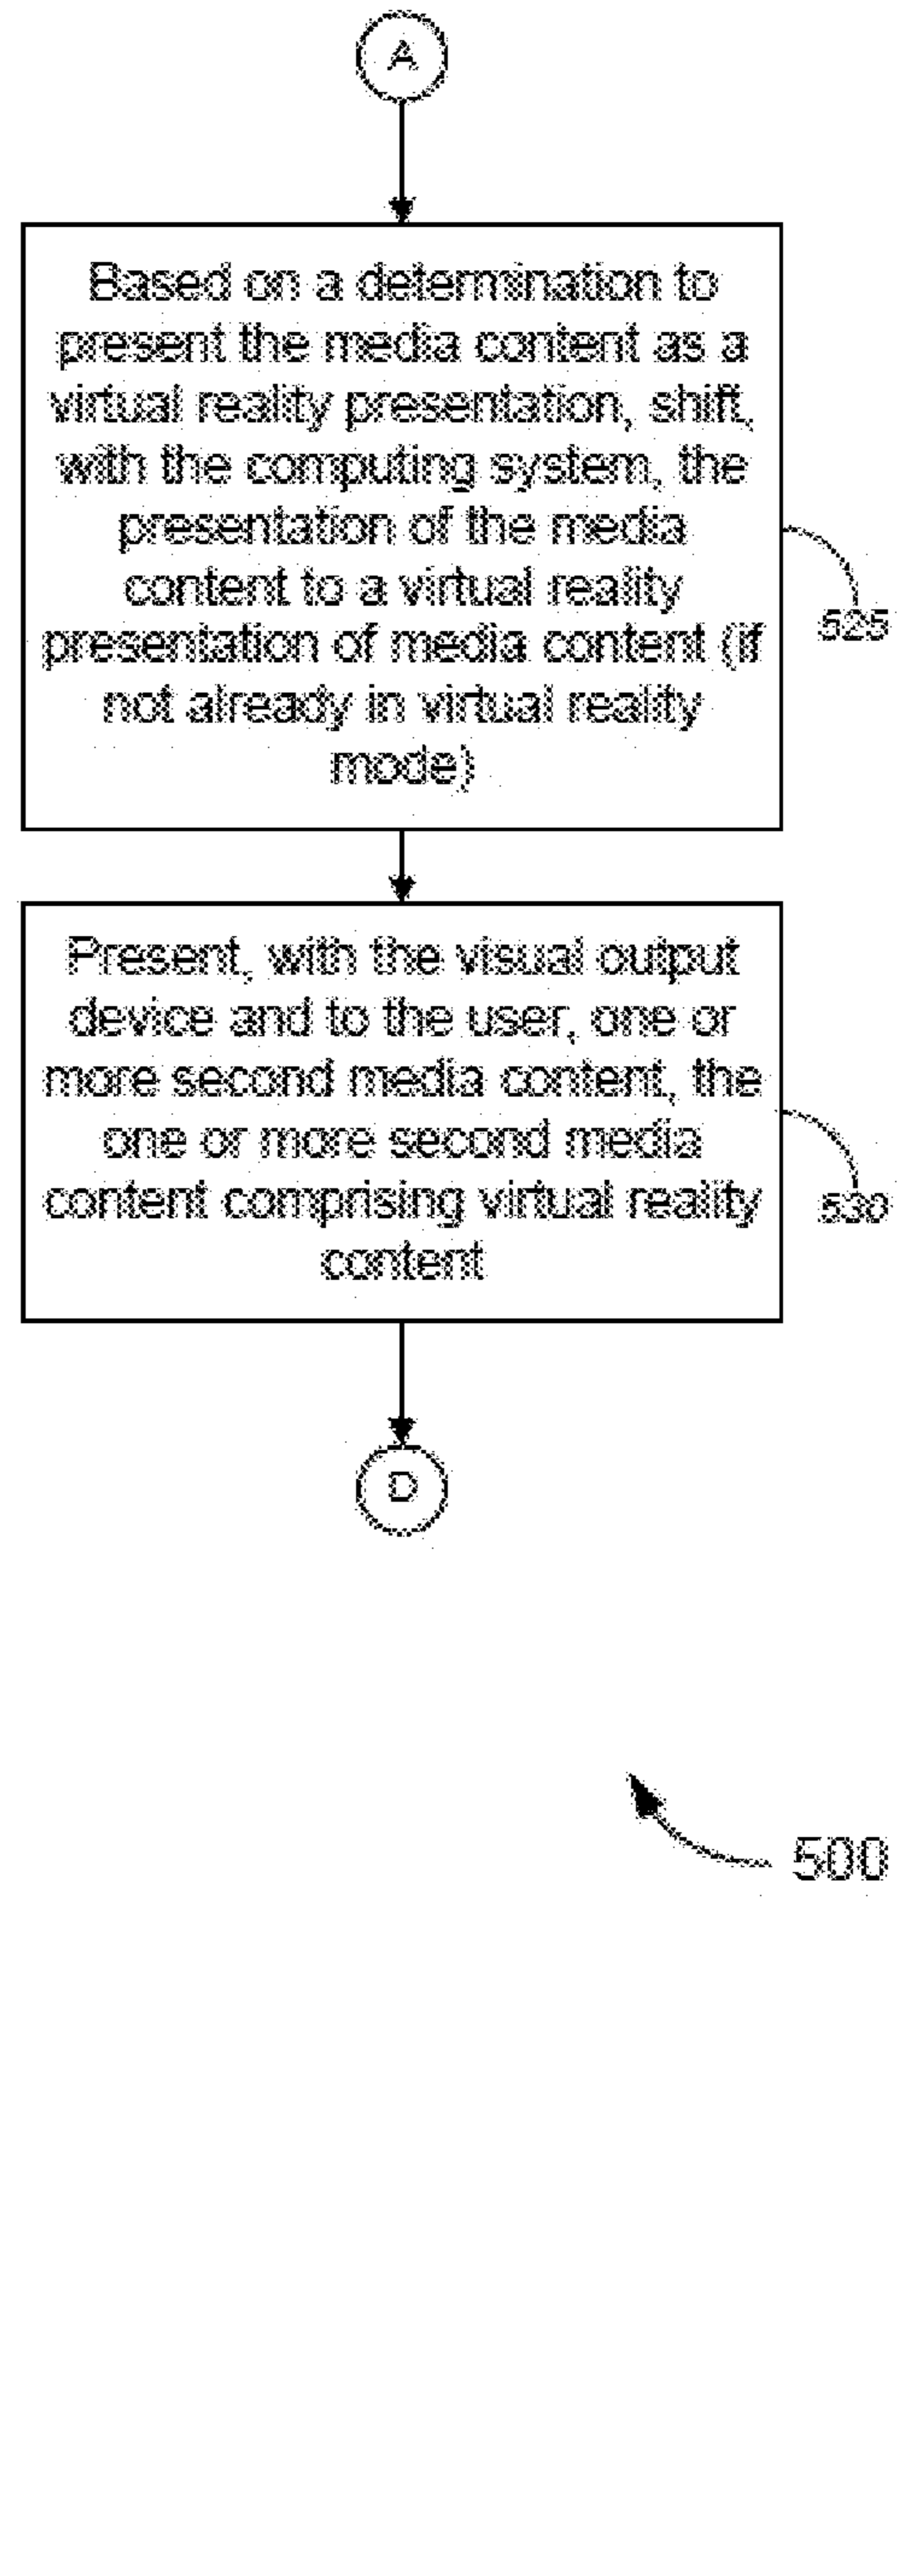 A
Based on a determination to
present the media content as a
virtual reality presentation, shift,
with the computing system, the
presentation of the media
content to a virtual reality
presentation of media content (if
not already in virtual reality
mode)
525
Present, with the visual output
device and to the user, one or
more second media content, the
one or more second media
content comprising virtual reality
content
530
D
500